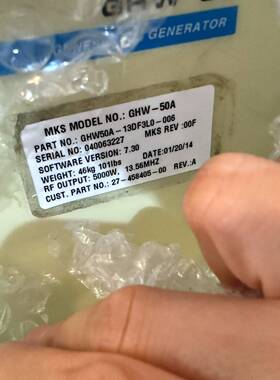 GENERATOR
MKS MODEL NO.: GHW-50A
PART NO.: GHW50A-13DF3L0-006
SERIAL NO: 040063227 MKS REV :00F
SOFTWARE VERSION: 7.30
WEIGHT: 46kg 101lbs DATE:01/20/14
RF OUTPUT: 5000W, 13.56MHZ
CUST. PART NO.: 27-458405-00 REV.:A